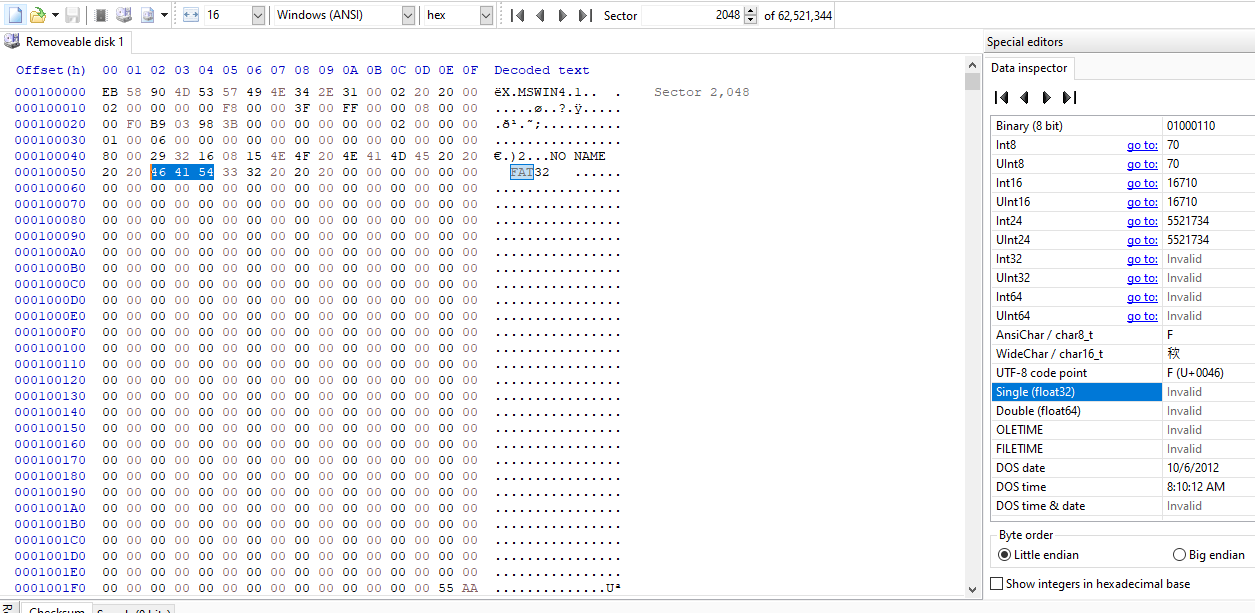 16 Windows (ANSI) hex Sector 2048 of 62,521,344
Removeable disk 1
Offset(h) 00 01 02 03 04 05 06 07 08 09 0A 0B 0C 0D 0E 0F Decoded text
000100000 EB 58 90 4D 53 57 49 4E 34 2E 31 00 02 20 20 00 ëX.MSWIN4.1.. . Sector 2,048
000100010 02 00 00 00 00 F8 00 00 3F 00 FF 00 00 08 00 00 .....ø..?.ÿ.....
000100020 00 F0 B9 03 98 3B 00 00 00 00 00 00 02 00 00 00 .ð¹.˜;..........
000100030 01 00 06 00 00 00 00 00 00 00 00 00 00 00 00 00 ................
000100040 80 00 29 32 16 08 15 4E 4F 20 4E 41 4D 45 20 20 €.)2...NO NAME
000100050 20 20 46 41 54 33 32 20 20 20 00 00 00 00 00 00 FAT32 ......
000100060 00 00 00 00 00 00 00 00 00 00 00 00 00 00 00 00 ................
000100070 00 00 00 00 00 00 00 00 00 00 00 00 00 00 00 00 ................
000100080 00 00 00 00 00 00 00 00 00 00 00 00 00 00 00 00 ................
000100090 00 00 00 00 00 00 00 00 00 00 00 00 00 00 00 00 ................
0001000A0 00 00 00 00 00 00 00 00 00 00 00 00 00 00 00 00 ................
0001000B0 00 00 00 00 00 00 00 00 00 00 00 00 00 00 00 00 ................
0001000C0 00 00 00 00 00 00 00 00 00 00 00 00 00 00 00 00 ................
0001000D0 00 00 00 00 00 00 00 00 00 00 00 00 00 00 00 00 ................
0001000E0 00 00 00 00 00 00 00 00 00 00 00 00 00 00 00 00 ................
0001000F0 00 00 00 00 00 00 00 00 00 00 00 00 00 00 00 00 ................
000100100 00 00 00 00 00 00 00 00 00 00 00 00 00 00 00 00 ................
000100110 00 00 00 00 00 00 00 00 00 00 00 00 00 00 00 00 ................
000100120 00 00 00 00 00 00 00 00 00 00 00 00 00 00 00 00 ................
000100130 00 00 00 00 00 00 00 00 00 00 00 00 00 00 00 00 ................
000100140 00 00 00 00 00 00 00 00 00 00 00 00 00 00 00 00 ................
000100150 00 00 00 00 00 00 00 00 00 00 00 00 00 00 00 00 ................
000100160 00 00 00 00 00 00 00 00 00 00 00 00 00 00 00 00 ................
000100170 00 00 00 00 00 00 00 00 00 00 00 00 00 00 00 00 ................
000100180 00 00 00 00 00 00 00 00 00 00 00 00 00 00 00 00 ................
000100190 00 00 00 00 00 00 00 00 00 00 00 00 00 00 00 00 ................
0001001A0 00 00 00 00 00 00 00 00 00 00 00 00 00 00 00 00 ................
0001001B0 00 00 00 00 00 00 00 00 00 00 00 00 00 00 00 00 ................
0001001C0 00 00 00 00 00 00 00 00 00 00 00 00 00 00 00 00 ................
0001001D0 00 00 00 00 00 00 00 00 00 00 00 00 00 00 00 00 ................
0001001E0 00 00 00 00 00 00 00 00 00 00 00 00 00 00 00 00 ................
0001001F0 00 00 00 00 00 00 00 00 00 00 00 00 00 00 55 AA ..............Uª
Checksum
Special editors
Data inspector
Binary (8 bit) 01000110
Int8 go to: 70
UInt8 go to: 70
Int16 go to: 16710
UInt16 go to: 16710
Int24 go to: 5521734
UInt24 go to: 5521734
Int32 go to: Invalid
UInt32 go to: Invalid
Int64 go to: Invalid
UInt64 go to: Invalid
AnsiChar / char8_t F
WideChar / char16_t
UTF-8 code point F (U+0046)
Single (float32) Invalid
Double (float64) Invalid
OLETIME Invalid
FILETIME Invalid
DOS date 10/6/2012
DOS time 8:10:12 AM
DOS time & date Invalid
Byte order
Little endian Big endian
Show integers in hexadecimal base